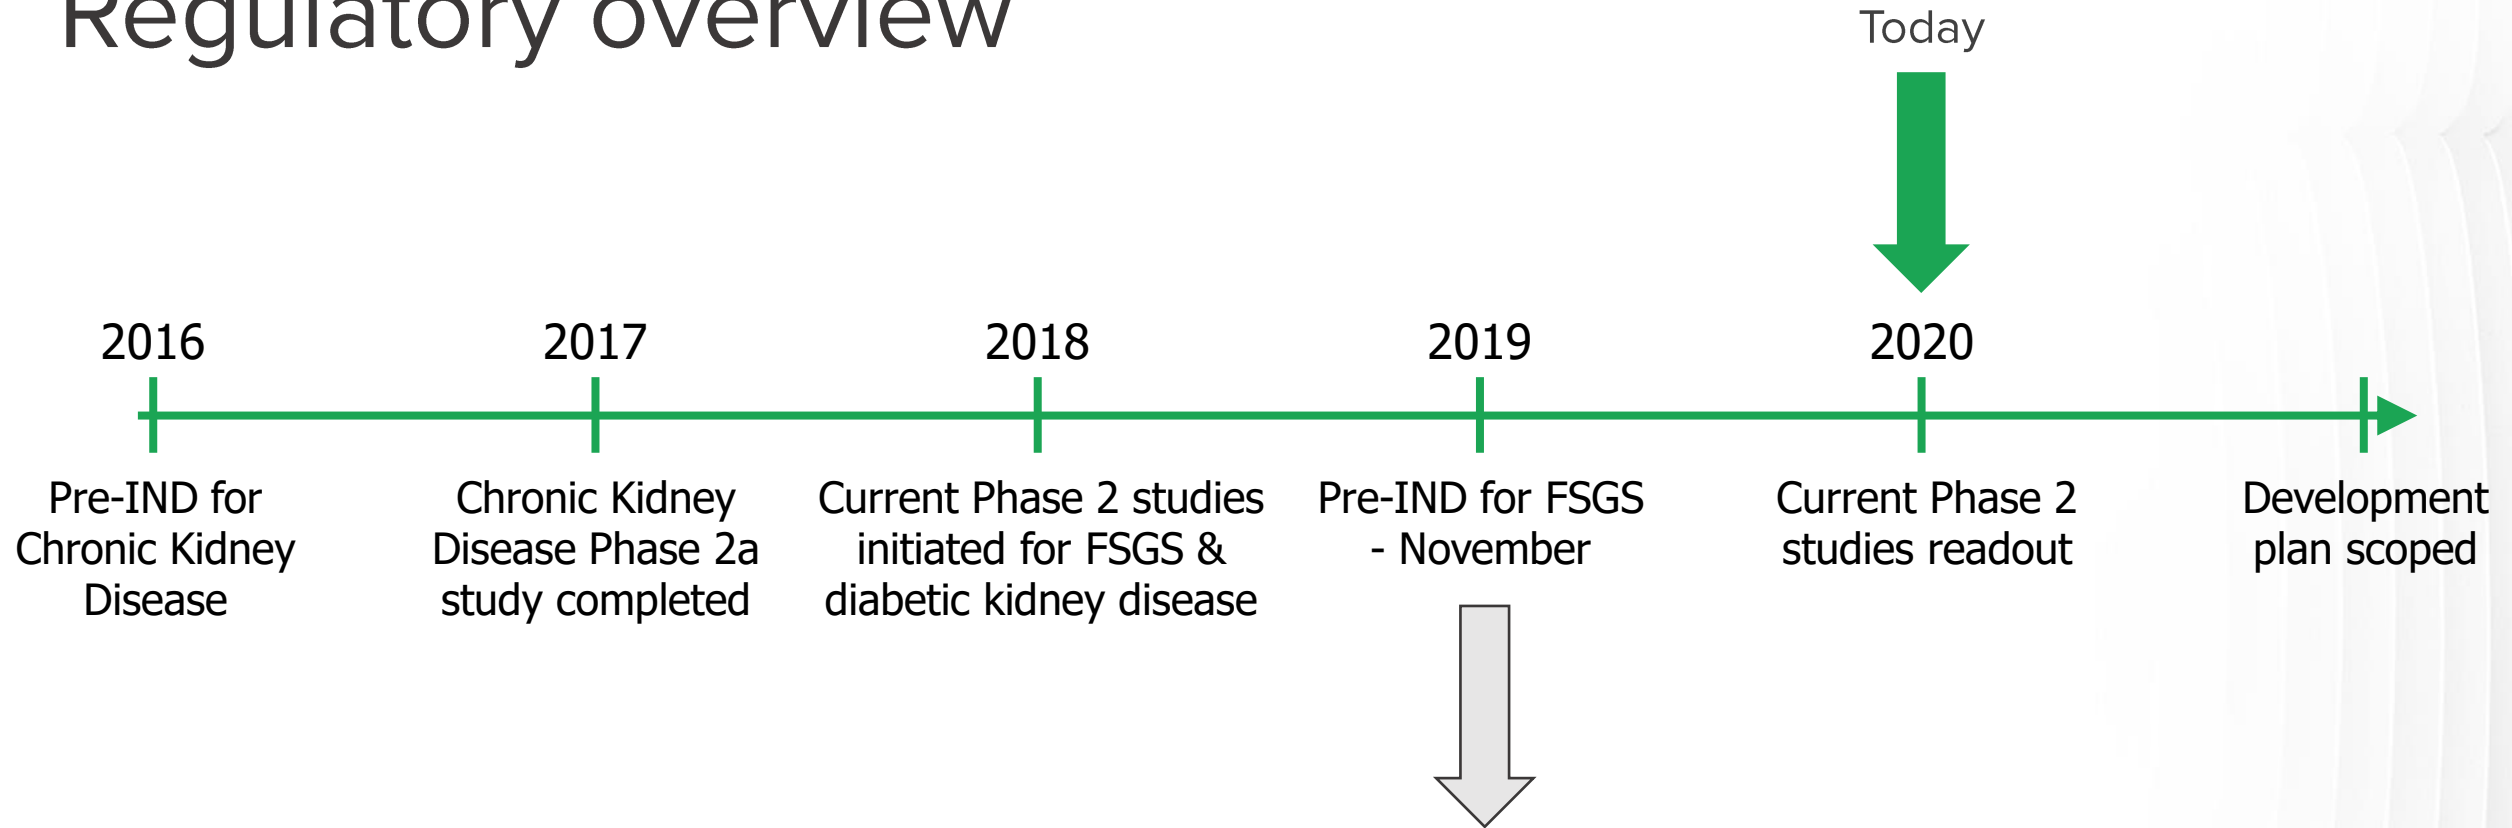 Regulatory overview
Today
2016
2017
2018
2019
2020
Pre-IND for
Chronic Kidney
Disease
Chronic Kidney
Disease Phase 2a
study completed
Current Phase 2 studies
initiated for FSGS &
diabetic kidney disease
Pre-IND for FSGS
- November
Current Phase 2
studies readout
Development
plan scoped